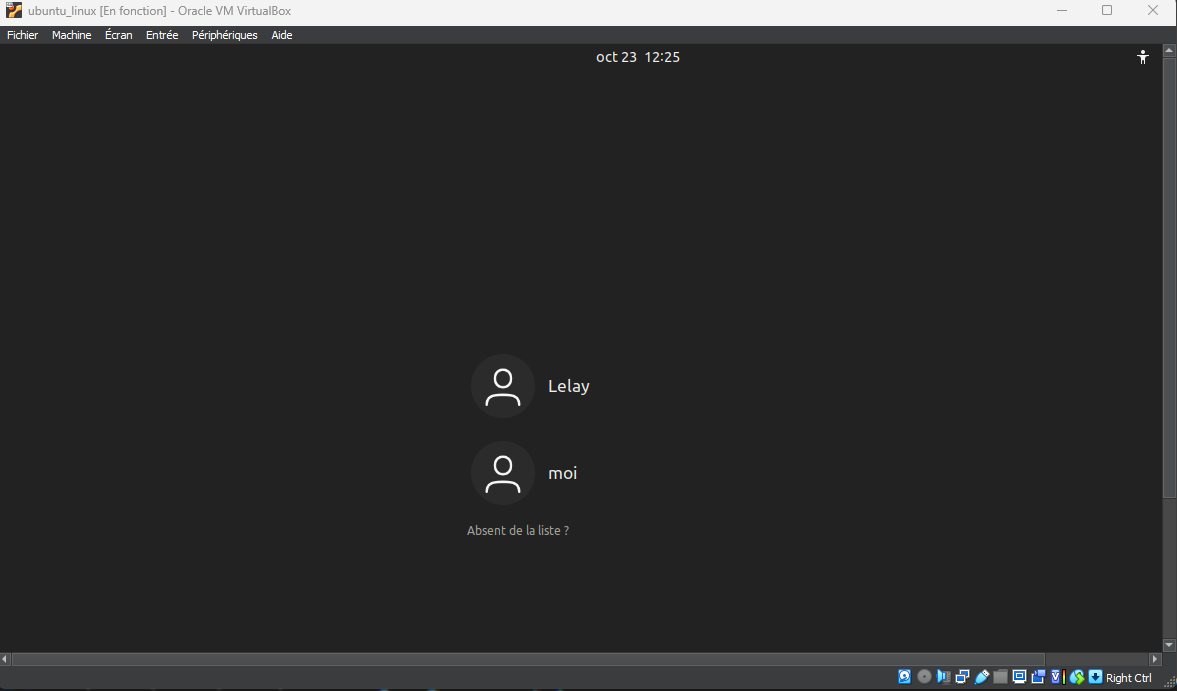 ubuntu_linux [En fonction] - Oracle VM VirtualBox
Fichier Machine Écran Entrée Périphériques Aide
oct 23 12:25
Lelay
moi
Absent de la liste ?
Right Ctrl